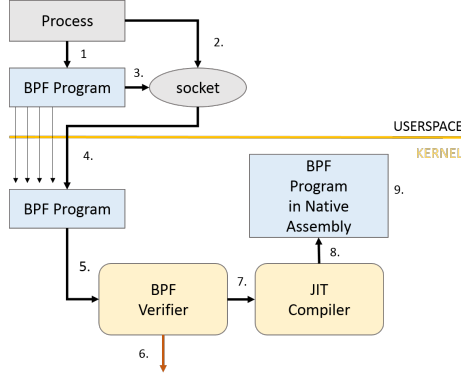 Process
1
2.
BPF Program
3.
socket
USERSPACE
KERNEL
4.
BPF
Program
in Native
Assembly
9.
BPF Program
5.
8.
BPF
Verifier
7.
JIT
Compiler
6.